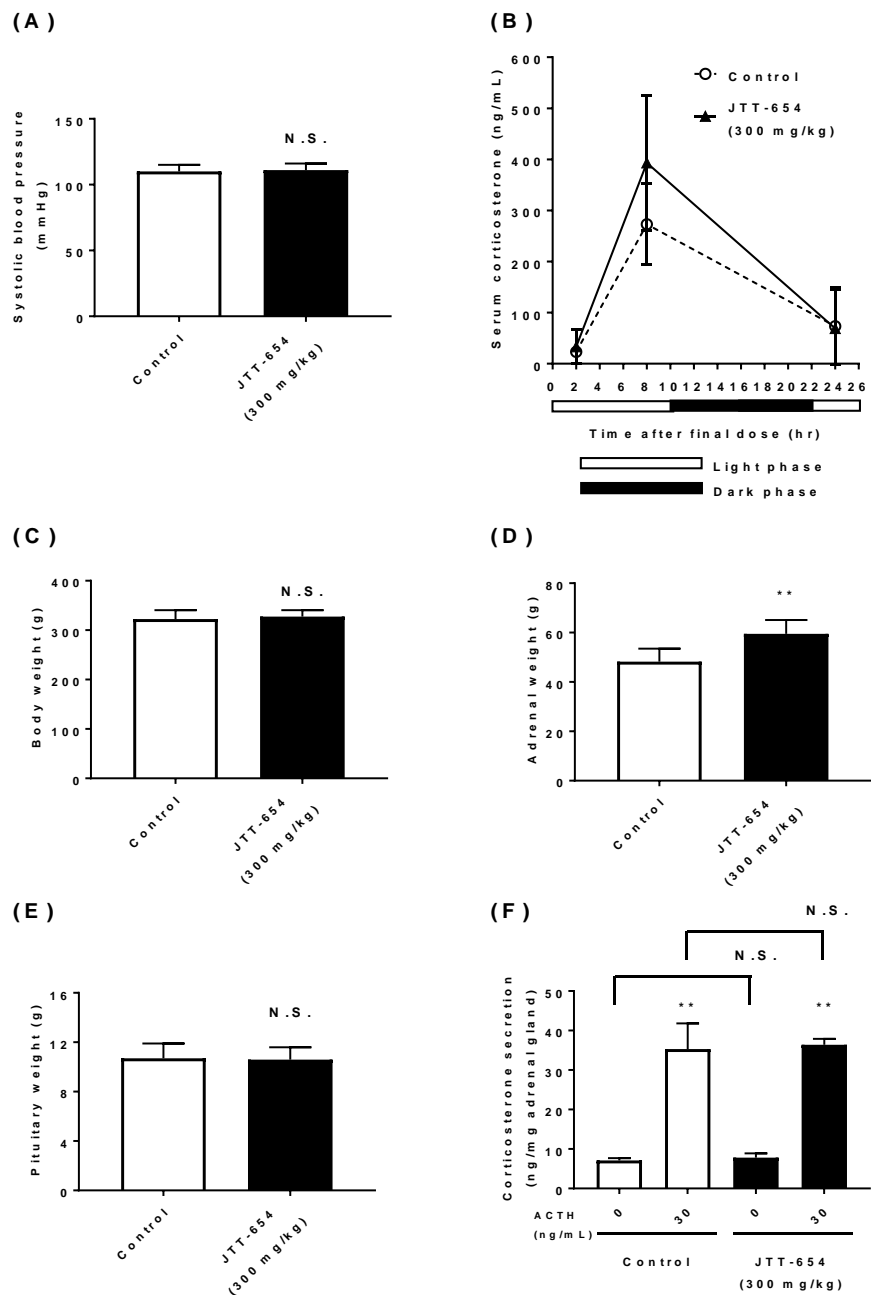 (A)
Systolic blood pressure
(mmHg)
150
100
50
0
N.S.
Control
JTT-654
(300 mg/kg)
(B)
Serum corticosterone (ng/mL)
600
500
400
300
200
100
0
Control
JTT-654
(300 mg/kg)
0 2 4 6 8 10 12 14 16 18 20 22 24 26
Time after final dose (hr)
Light phase
Dark phase
(C)
Body weight (g)
400
300
200
100
0
N.S.
Control
JTT-654
(300 mg/kg)
(D)
Adrenal weight (g)
80
60
40
20
0
**
Control
JTT-654
(300 mg/kg)
(E)
Pituitary weight (g)
16
12
8
4
0
N.S.
Control
JTT-654
(300 mg/kg)
(F)
N.S.
N.S.
Corticosterone secretion
(ng/mg adrenal gland)
50
40
30
20
10
0
** **
ACTH
(ng/mL)
0 30 0 30
Control
JTT-654
(300 mg/kg)